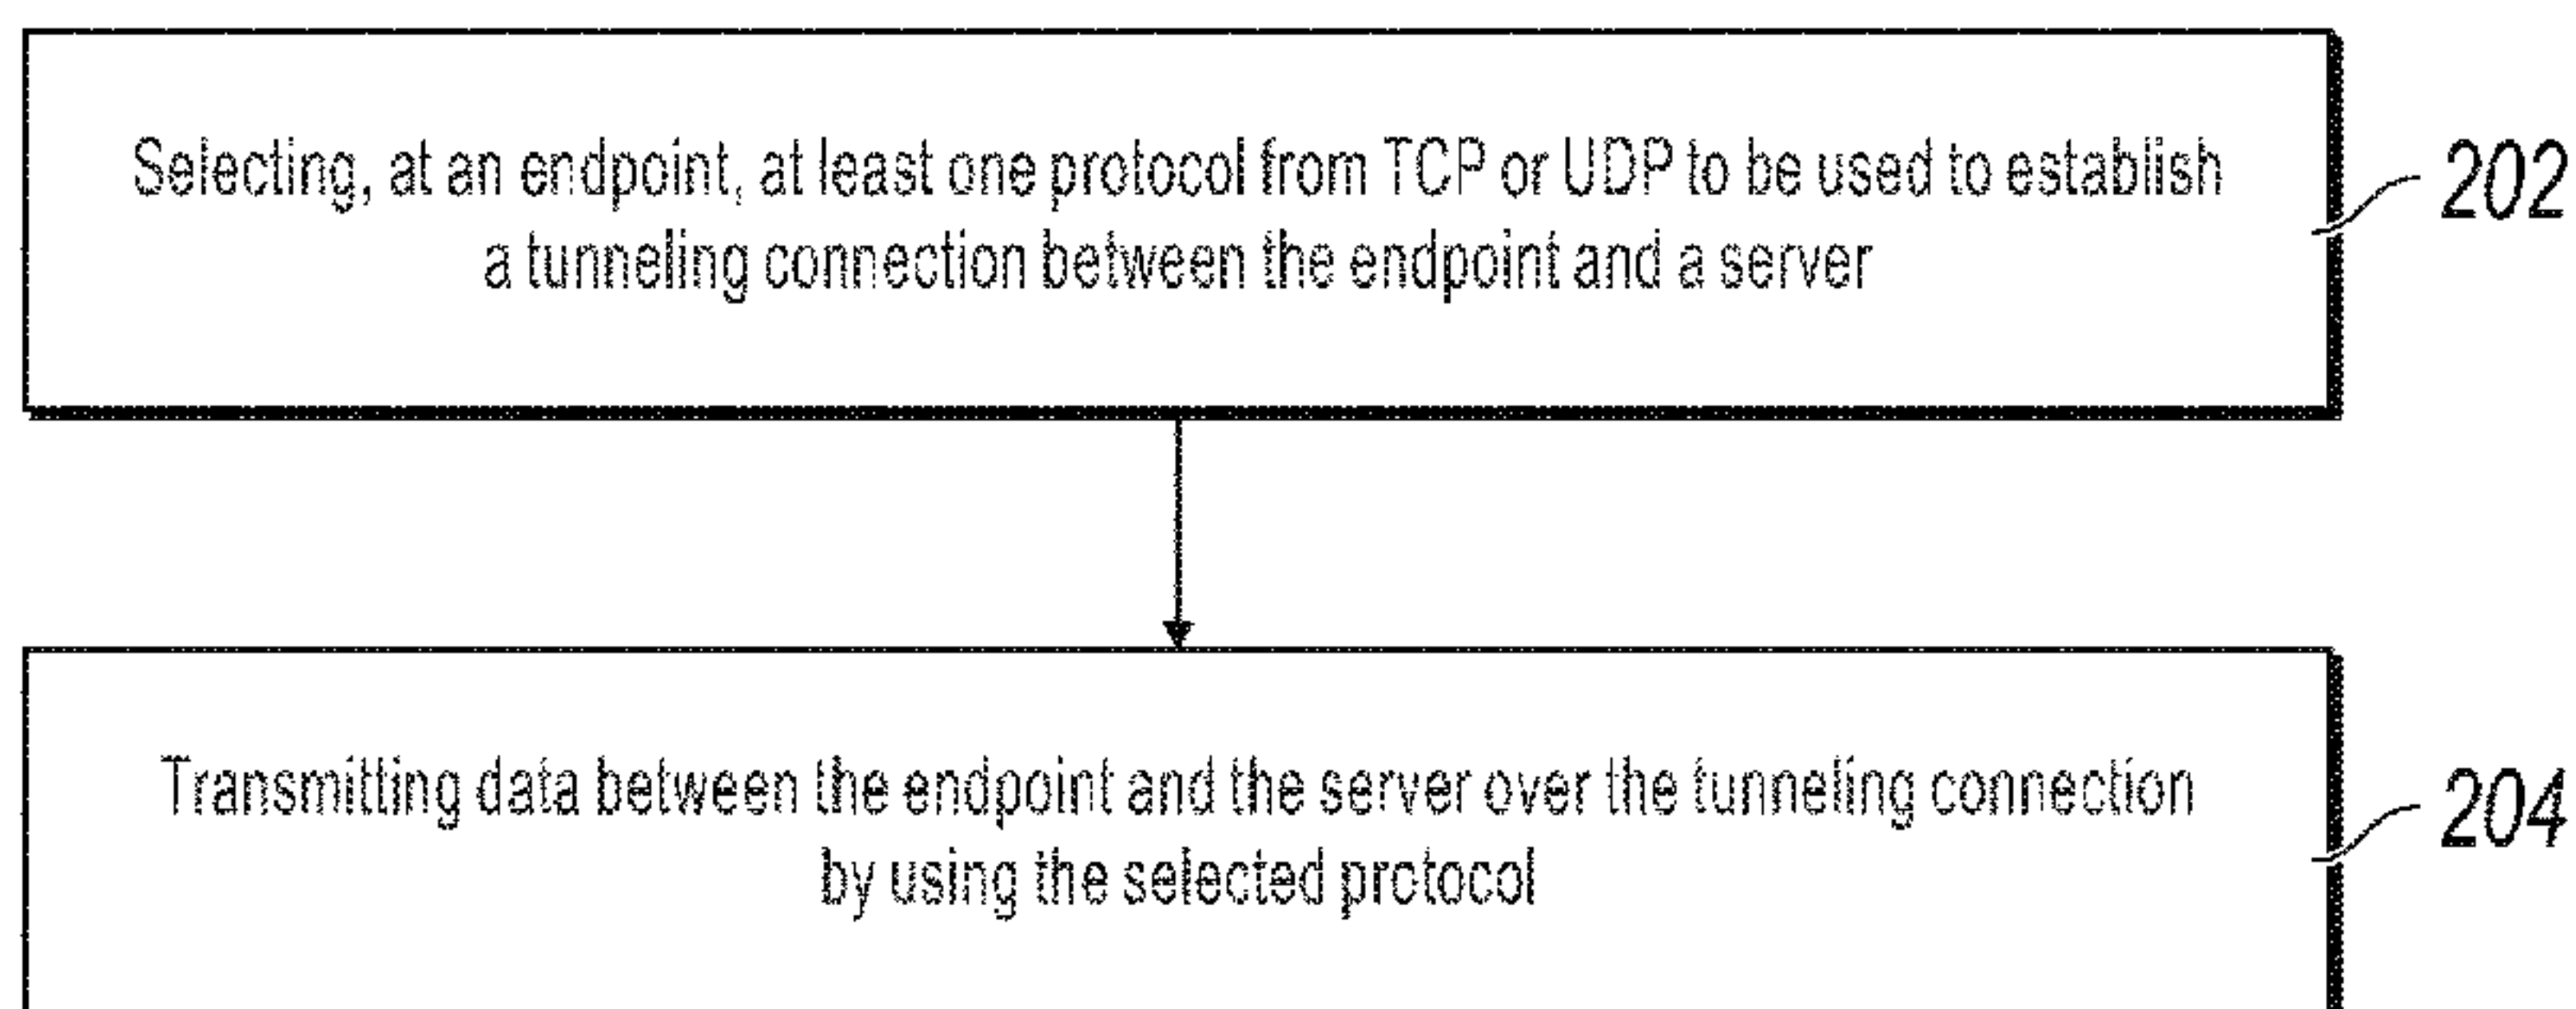 Selecting, at an endpoint, at least one protocol from TCP or UDP to be used to establish
a tunneling connection between the endpoint and a server
202
Transmitting data between the endpoint and the server over the tunneling connection
by using the selected protocol
204